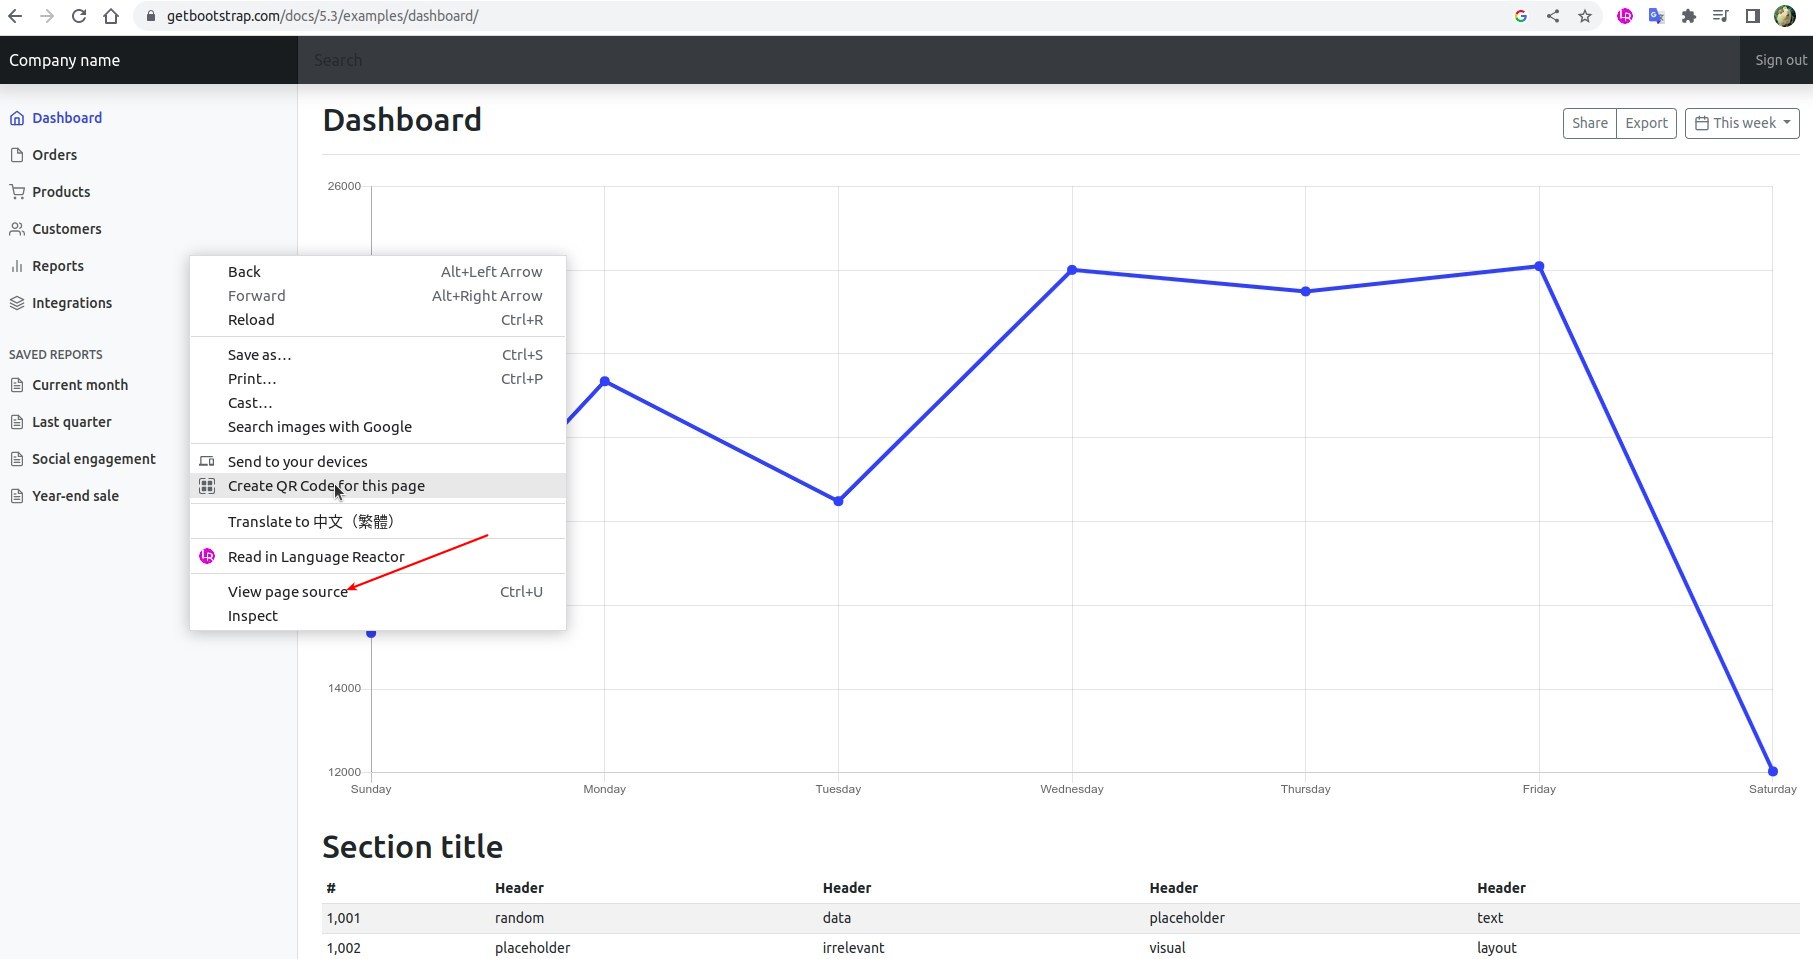 getbootstrap.com/docs/5.3/examples/dashboard/
Company name
Search
Sign out
Dashboard
Orders
Products
Customers
Reports
Integrations
SAVED REPORTS
Current month
Last quarter
Social engagement
Year-end sale
Dashboard
Share
Export
This week
Back Alt+Left Arrow
Forward Alt+Right Arrow
Reload Ctrl+R
Save as... Ctrl+S
Print... Ctrl+P
Cast...
Search images with Google
Send to your devices
Create QR Code for this page
Translate to 中文（繁體）
LR Read in Language Reactor
View page source Ctrl+U
Inspect
26000
14000
12000
Sunday Monday Tuesday Wednesday Thursday Friday Saturday
Section title
# Header Header Header Header
1,001 random data placeholder text
1,002 placeholder irrelevant visual layout